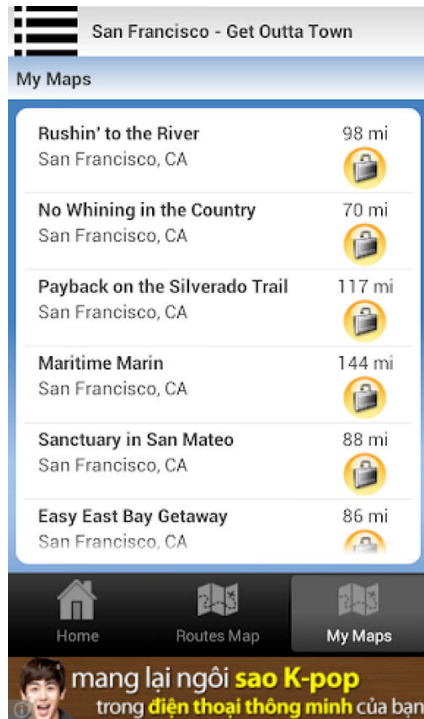 San Francisco - Get Outta Town
My Maps
Rushin' to the River 98 mi
San Francisco, CA
No Whining in the Country 70 mi
San Francisco, CA
Payback on the Silverado Trail 117 mi
San Francisco, CA
Maritime Marin 144 mi
San Francisco, CA
Sanctuary in San Mateo 88 mi
San Francisco, CA
Easy East Bay Getaway 86 mi
San Francisco, CA
Home Routes Map My Maps
mang lại ngôi sao K-pop
trong điện thoại thông minh của bạn